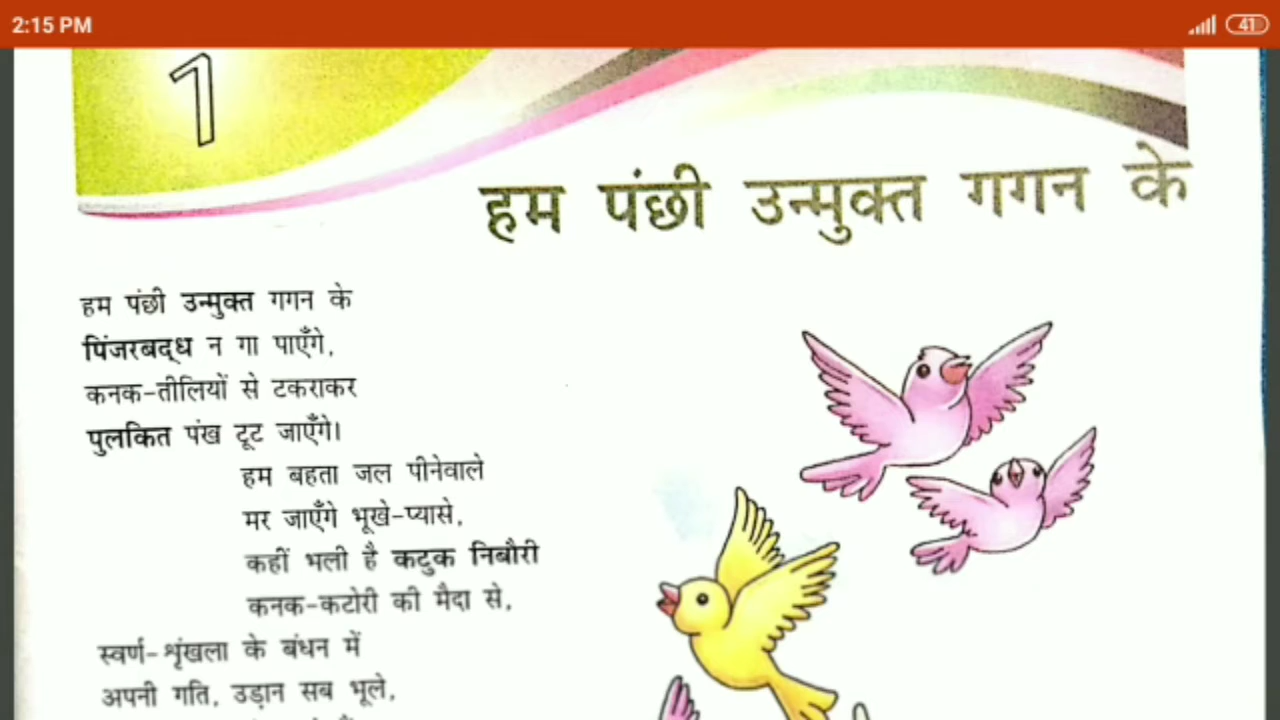 2:15 PM
41
1
हम पंछी उन्मुक्त गगन के
हम पंछी उन्मुक्त गगन के
पिंजरबद्ध न गा पाएँगे,
कनक-तीलियों से टकराकर
पुलकित पंख टूट जाएँगे।
हम बहता जल पीनेवाले
मर जाएँगे भूखे-प्यासे,
कहीं भली है कटुक निबौरी
कनक-कटोरी की मैदा से,
स्वर्ण-शृंखला के बंधन में
अपनी गति, उड़ान सब भूले,